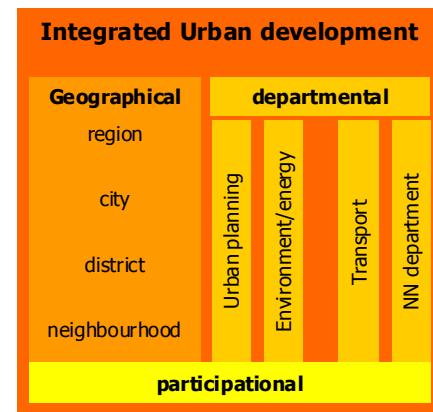 Integrated Urban development
Geographical
region
city
district
neighbourhood
departmental
Urban planning
Environment/energy
Transport
NN department
participational